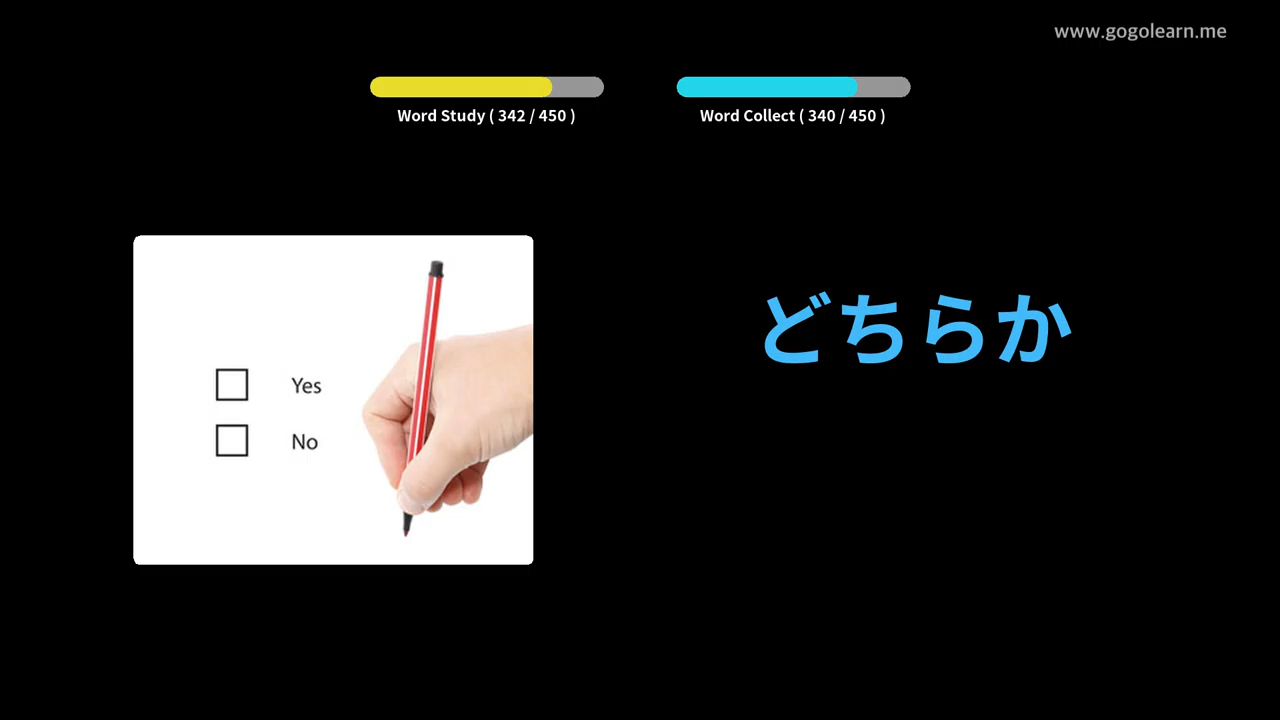 www.gogolearn.me
Word Study ( 342 / 450 )
Word Collect ( 340 / 450 )
Yes
No
どちらか